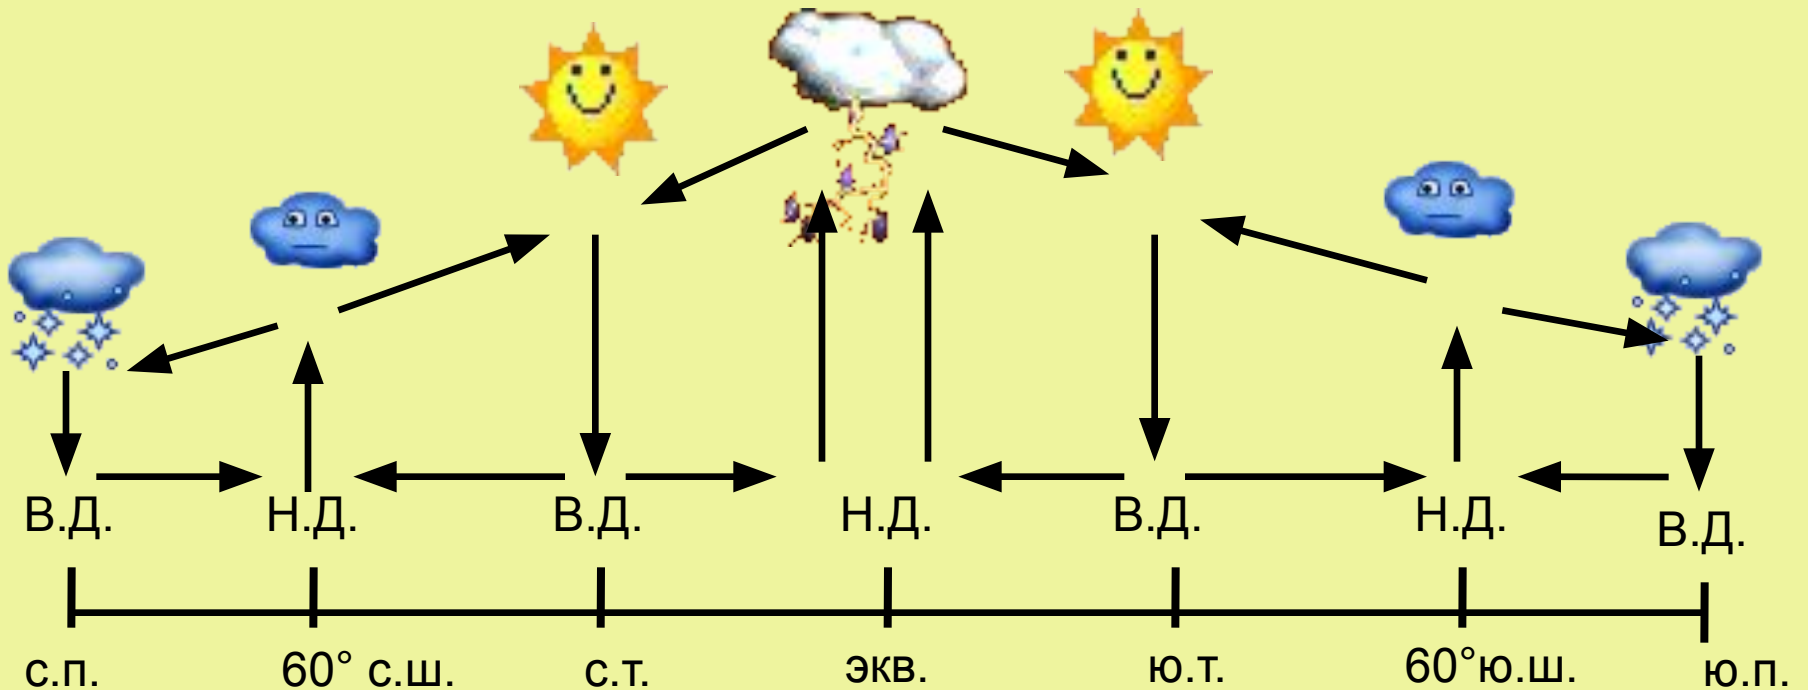 В.Д. Н.Д. В.Д. Н.Д. В.Д. Н.Д. В.Д.
с.п. 60° с.ш. с.т. экв. ю.т. 60°ю.ш. ю.п.